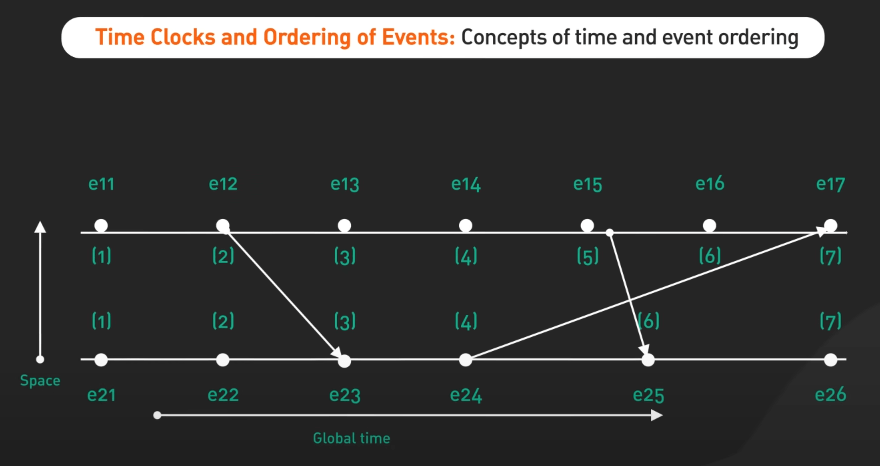 Time Clocks and Ordering of Events: Concepts of time and event ordering
e11 e12 e13 e14 e15 e16 e17
(1) (2) (3) (4) (5) (6) (7)
(1) (2) (3) (4) (6) (7)
Space
e21 e22 e23 e24 e25 e26
Global time